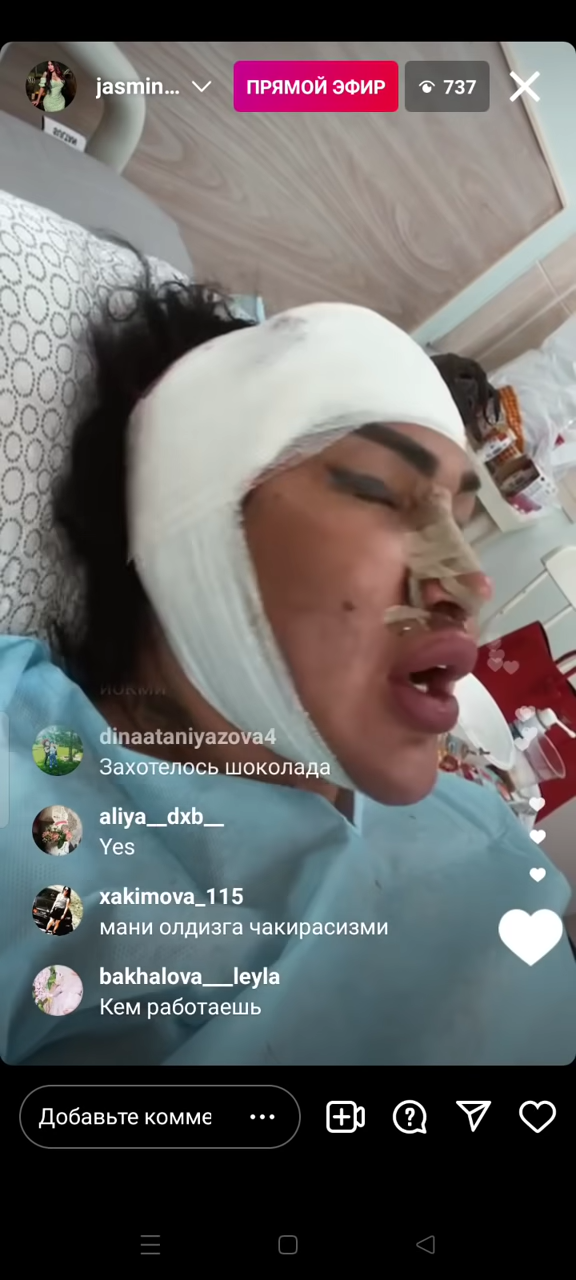 jasmin...
ПРЯМОЙ ЭФИР
737
dinaataniyazova4
Захотелось шоколада
aliya__dxb__
Yes
xakimova_115
мани олдизга чакирасизми
bakhalova___leyla
Кем работаешь
Добавьте комме